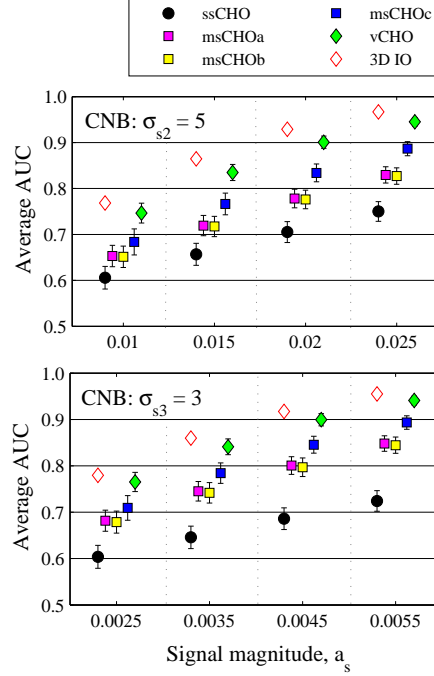 ssCHO msCHOc
msCHOa vCHO
msCHOb 3D IO
CNB: σs2 = 5
Average AUC
1.0
0.9
0.8
0.7
0.6
0.5
0.01 0.015 0.02 0.025
CNB: σs3 = 3
Average AUC
1.0
0.9
0.8
0.7
0.6
0.5
0.0025 0.0035 0.0045 0.0055
Signal magnitude, as